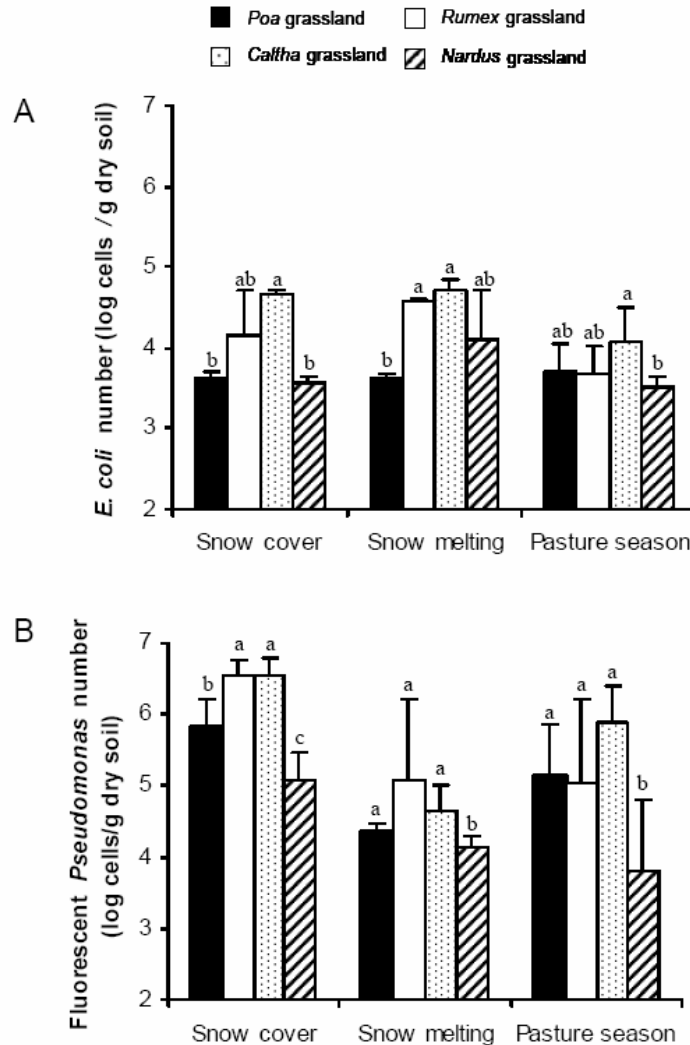 Poa grassland Rumex grassland
Caltha grassland Nardus grassland
A
E. coli number (log cells /g dry soil)
7
6
5
4
3
2
b ab a b
b a a ab
ab ab a b
Snow cover Snow melting Pasture season
B
Fluorescent Pseudomonas number
(log cells/g dry soil)
7
6
5
4
3
2
b a a c
a a a b
a a a b
Snow cover Snow melting Pasture season